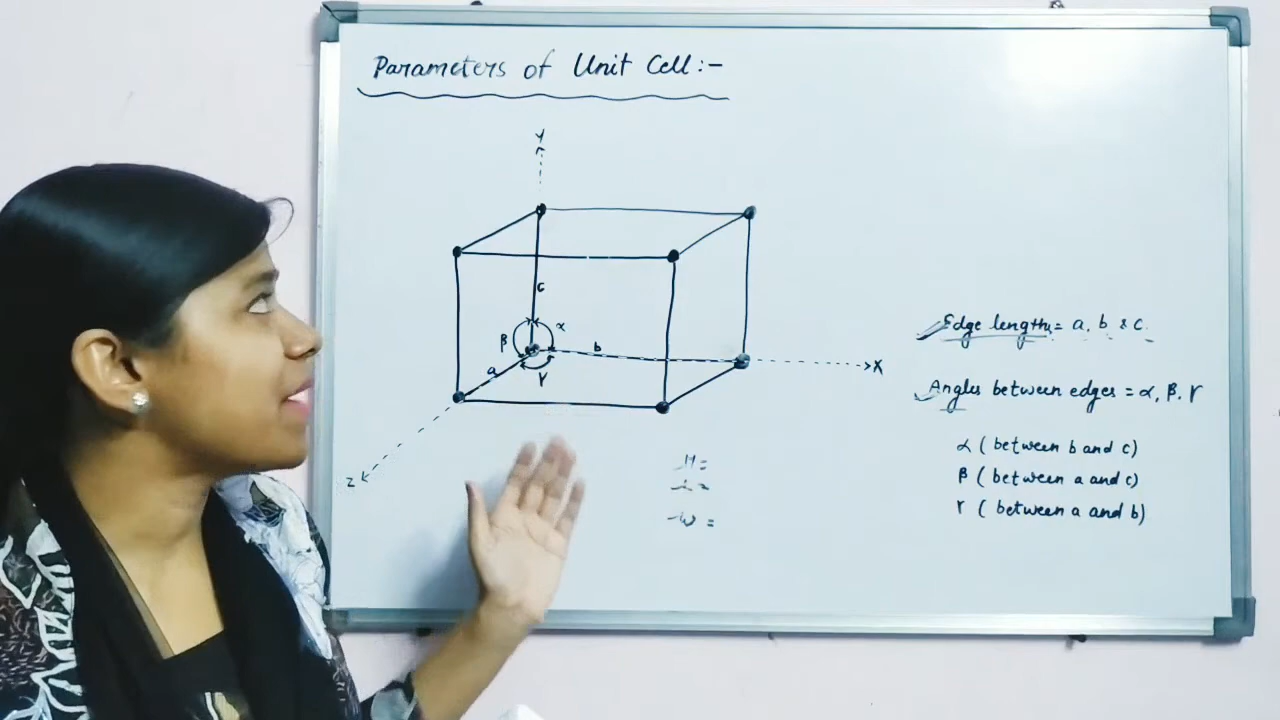 Parameters of Unit Cell:-
Y
c
β
α
b
a
γ
X
Z
Edge length = a, b & c.
Angles between edges = α, β, γ
α (between b and c)
β (between a and c)
γ (between a and b)
H =
L =
w =